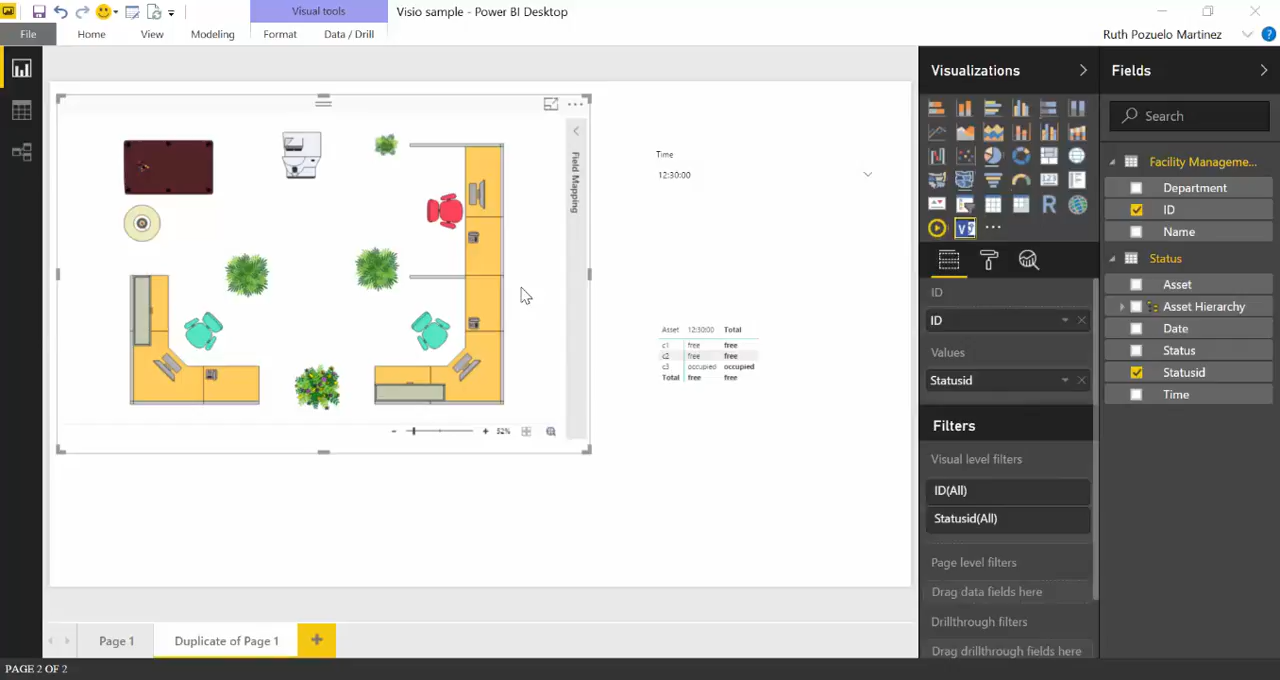 Visual tools
Visio sample - Power BI Desktop
File
Home
View
Modeling
Format
Data / Drill
Ruth Pozuelo Martinez
?
Field Mapping
- + 52%
Time
12:30:00
Asset 12:30:00 Total
c1 free free
c2 free free
c3 occupied occupied
Total free free
Visualizations
123
R
V
...
ID
ID
Values
Statusid
Filters
Visual level filters
ID(All)
Statusid(All)
Page level filters
Drag data fields here
Drillthrough filters
Drag drillthrough fields here
Fields
Search
Facility Manageme...
Department
ID
Name
Status
Asset
Asset Hierarchy
Date
Status
Statusid
Time
Page 1
Duplicate of Page 1
+
PAGE 2 OF 2